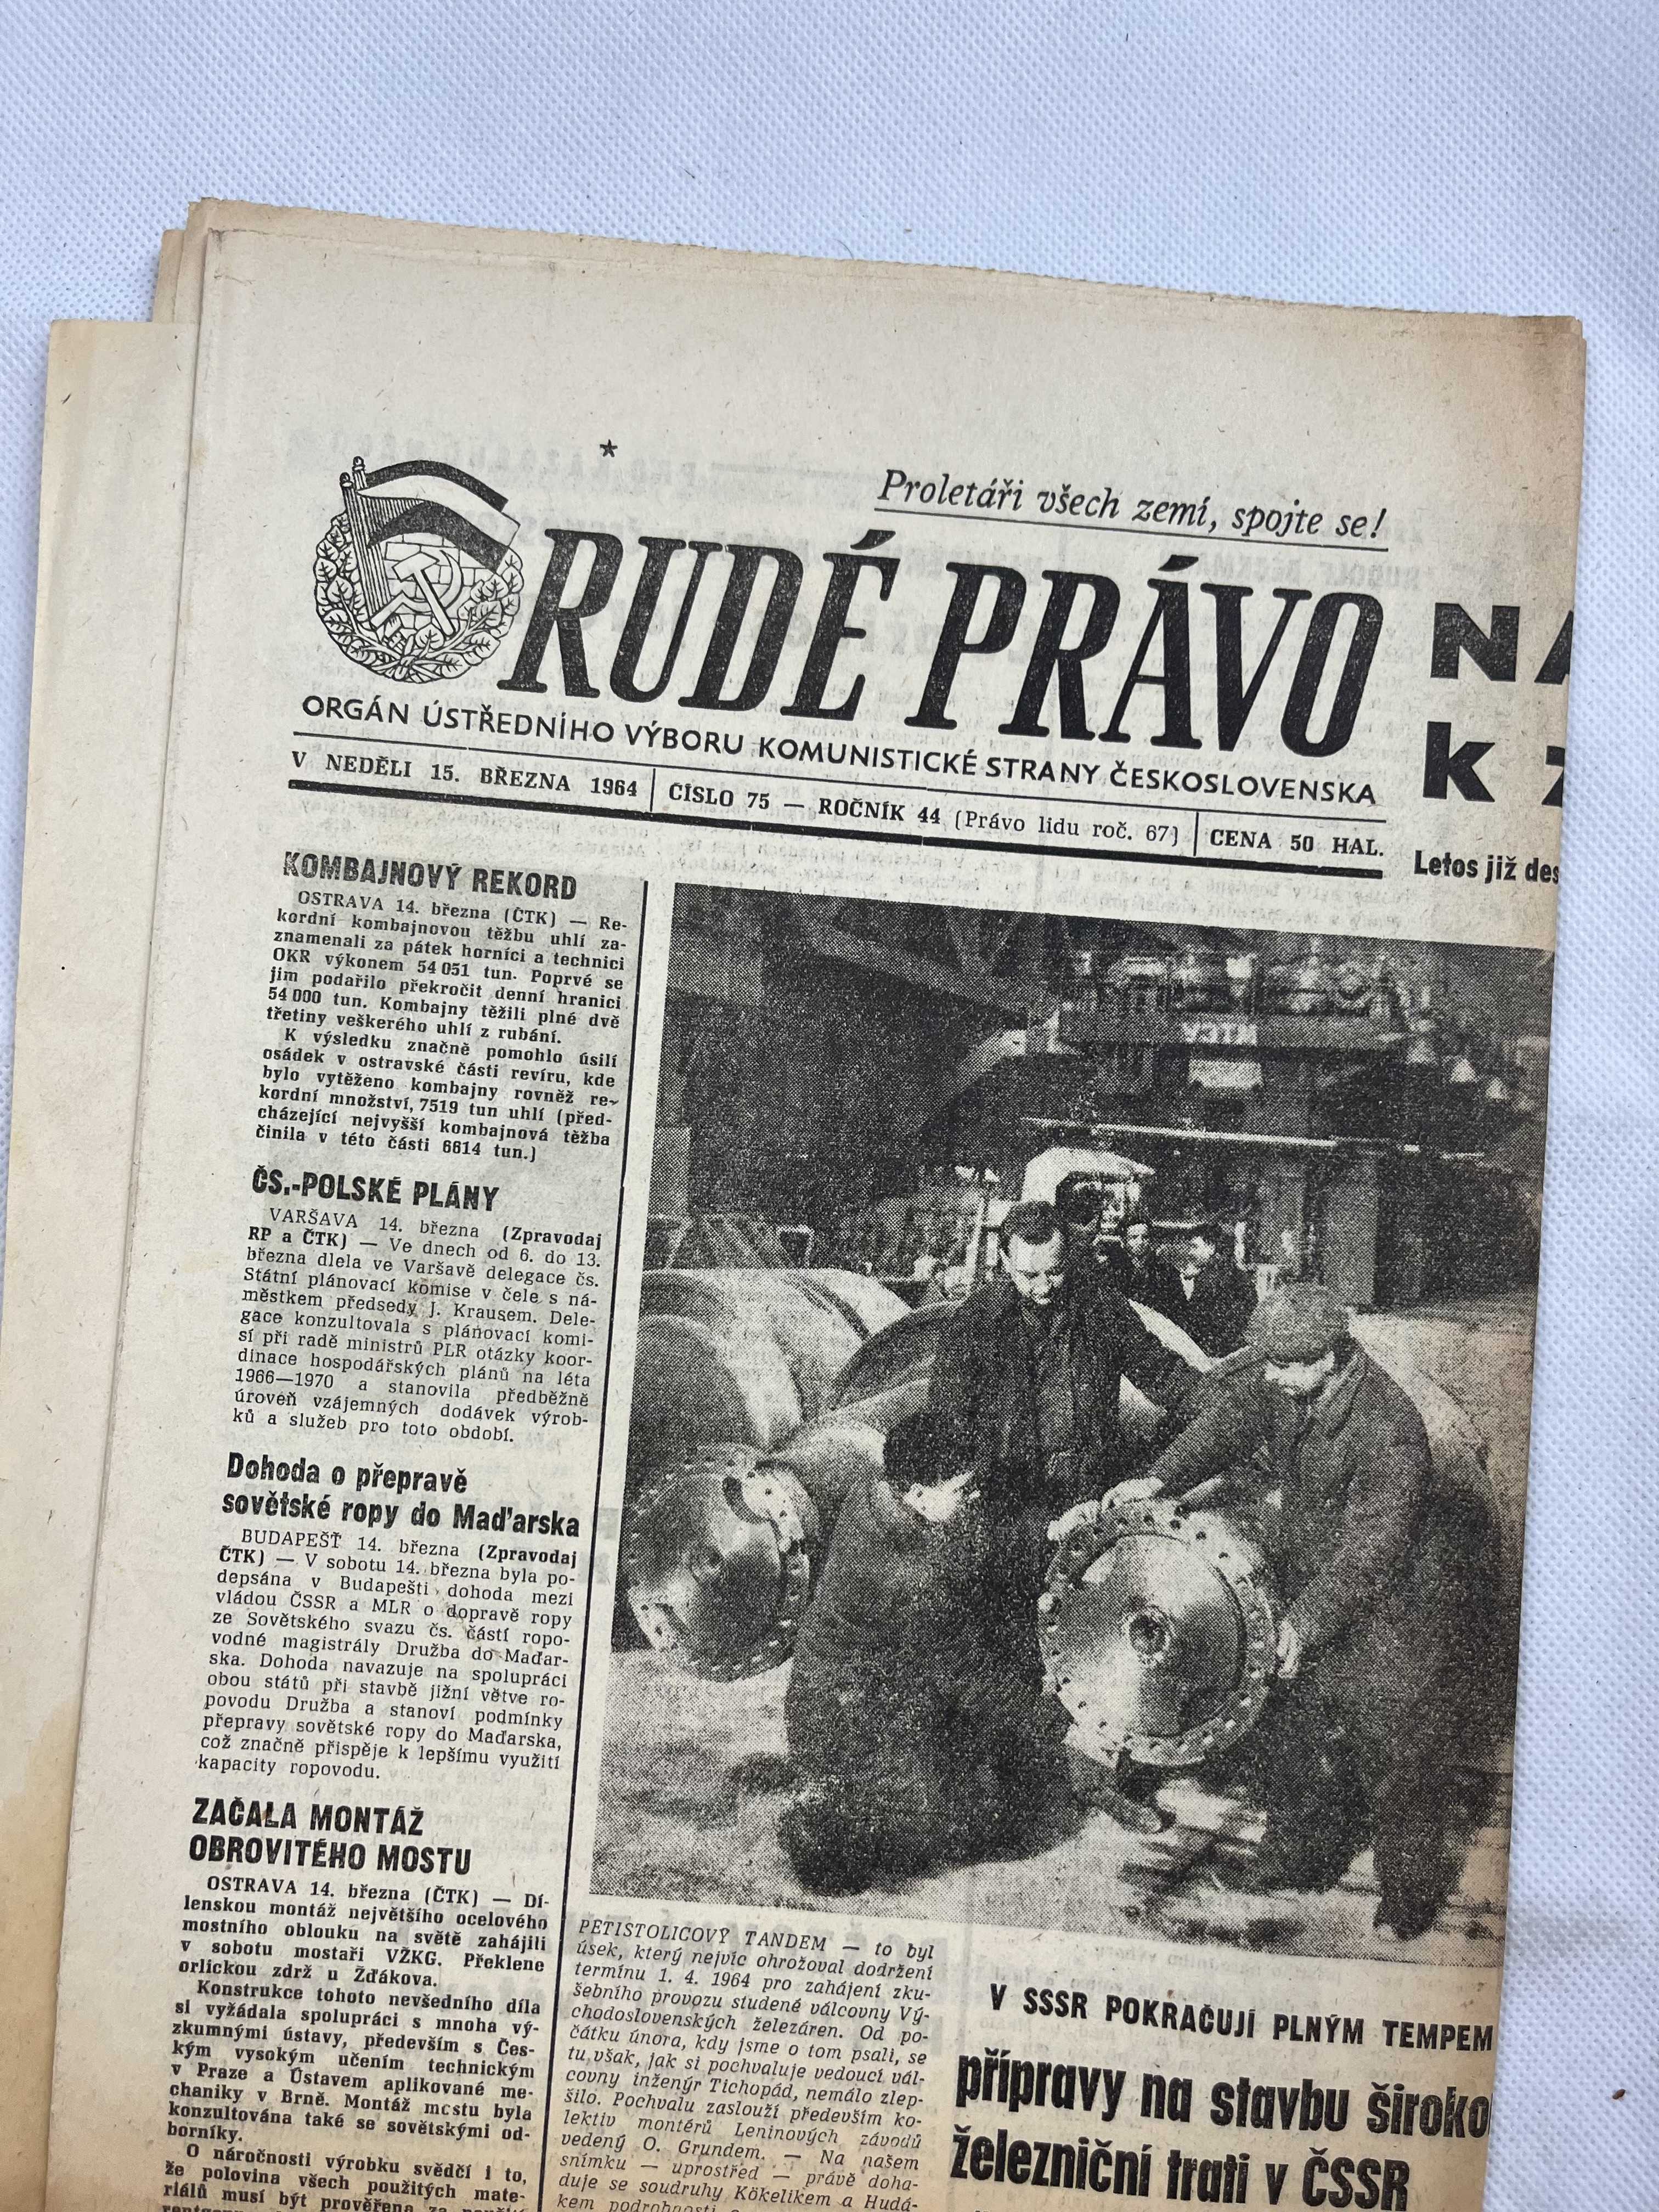 Proletáři všech zemí, spojte se!
RUDÉ PRÁVO
ORGÁN ÚSTŘEDNÍHO VÝBORU KOMUNISTICKÉ STRANY ČESKOSLOVENSKA
V NEDĚLI 15. BŘEZNA 1964
ČÍSLO 75 — ROČNÍK 44 (Právo lidu roč. 67)
CENA 50 HAL.
K
Letos již
KOMBAJNOVÝ REKORD
OSTRAVA 14. března (ČTK) — Re-
kordní kombajnovou těžbu uhlí za-
znamenali za pátek horníci a technici
OKR výkonem 54 051 tun. Poprvé se
jim podařilo překročit denní hranici
54 000 tun. Kombajny těžili plné dvě
třetiny veškerého uhlí z rubání.
K výsledku značně pomohlo úsilí
osádek v ostravské části revíru, kde
bylo vytěženo kombajny rovněž re-
kordní množství, 7519 tun uhlí (před-
cházející nejvyšší kombajnová těžba
činila v této části 6614 tun.)
ČS.-POLSKÉ PLÁNY
VARŠAVA 14. března (Zpravodaj
RP a ČTK) — Ve dnech od 6. do 13.
března dlela ve Varšavě delegace čs.
Státní plánovací komise v čele s ná-
městkem předsedy J. Krausem. Dele-
gace konzultovala s plánovací komi-
sí při radě ministrů PLR otázky koor-
dinace hospodářských plánů na léta
1966—1970 a stanovila předběžně
úroveň vzájemných dodávek výrob-
ků a služeb pro toto období.
Dohoda o přepravě
sovětské ropy do Maďarska
BUDAPEŠŤ 14. března (Zpravodaj
ČTK) — V sobotu 14. března byla po-
depsána v Budapešti dohoda mezi
vládou ČSSR a MLR o dopravě ropy
ze Sovětského svazu čs. částí ropo-
vodné magistrály Družba do Maďar-
ska. Dohoda navazuje na spolupráci
obou států při stavbě jižní větve ro-
povodu Družba a stanoví podmínky
přepravy sovětské ropy do Maďarska,
což značně přispěje k lepšímu využití
kapacity ropovodu.
ZAČALA MONTÁŽ
OBROVITÉHO MOSTU
OSTRAVA 14. března (ČTK) — Dí-
lenskou montáž největšího ocelového
mostního oblouku na světě zahájili
v sobotu mostaři VŽKG. Překlene
orlickou zdrž u Žďákova.
Konstrukce tohoto nevšedního díla
si vyžádala spolupráci s mnoha vý-
zkumnými ústavy, především s Čes-
kým vysokým učením technickým
v Praze a Ústavem aplikované me-
chaniky v Brně. Montáž mostu byla
konzultována také se sovětskými od-
borníky.
O náročnosti výrobku svědčí i to,
že polovina všech použitých mate-
riálů musí být prověřena za
PĚTISTOLICOVÝ TANDEM — to byl
úsek, který nejvíc ohrožoval dodržení
termínu 1. 4. 1964 pro zahájení zku-
šebního provozu studené válcovny Vý-
chodoslovenských železáren. Od po-
čátku února, kdy jsme o tom psali, se
tu však, jak si pochvaluje vedoucí vál-
covny inženýr Tichopád, nemálo zlep-
šilo. Pochvalu zaslouží především ko-
lektiv montérů Leninových závodů
vedený O. Grundem. — Na našem
snímku — uprostřed — právě doha-
duje se soudruhy Kökelikem a Hudá-
kem podrobnosti
V SSSR POKRAČUJÍ PLNÝM TEMPEM
přípravy na stavbu široko
železniční trati v ČSSR